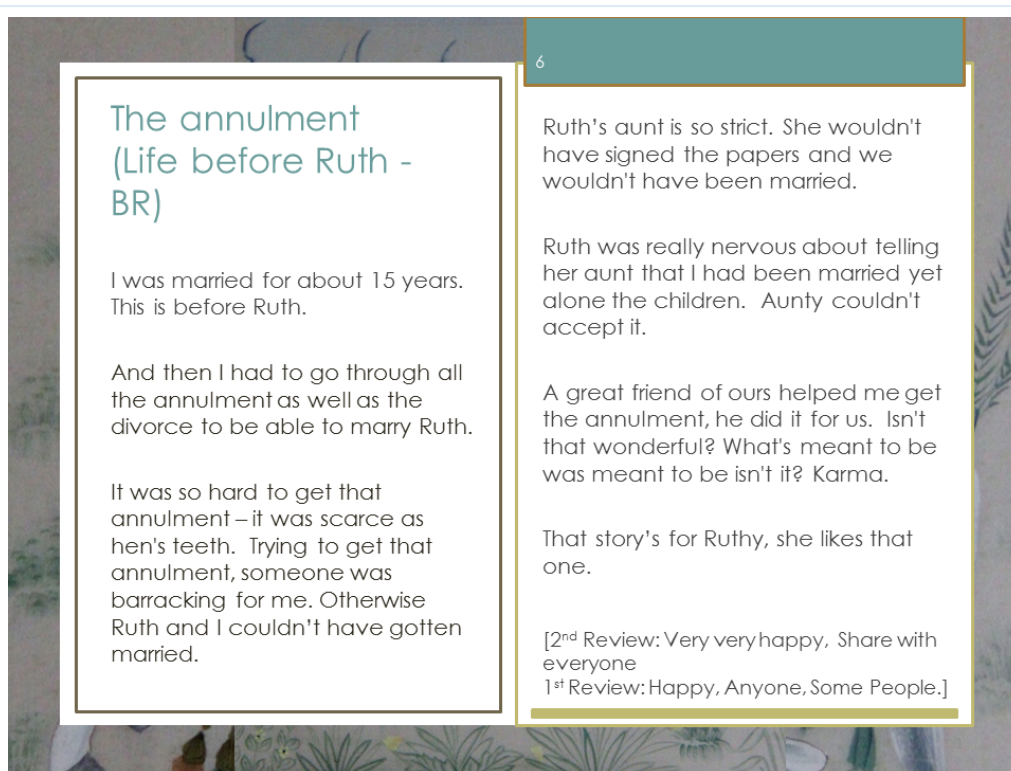 The annulment
(Life before Ruth -
BR)
I was married for about 15 years.
This is before Ruth.
And then I had to go through all
the annulment as well as the
divorce to be able to marry Ruth.
It was so hard to get that
annulment – it was scarce as
hen's teeth. Trying to get that
annulment, someone was
barracking for me. Otherwise
Ruth and I couldn't have gotten
married.
6
Ruth's aunt is so strict. She wouldn't
have signed the papers and we
wouldn't have been married.
Ruth was really nervous about telling
her aunt that I had been married yet
alone the children. Aunty couldn't
accept it.
A great friend of ours helped me get
the annulment, he did it for us. Isn't
that wonderful? What's meant to be
was meant to be isn't it? Karma.
That story's for Ruthy, she likes that
one.
[2nd Review: Very very happy, Share with
everyone
1st Review: Happy, Anyone, Some People.]